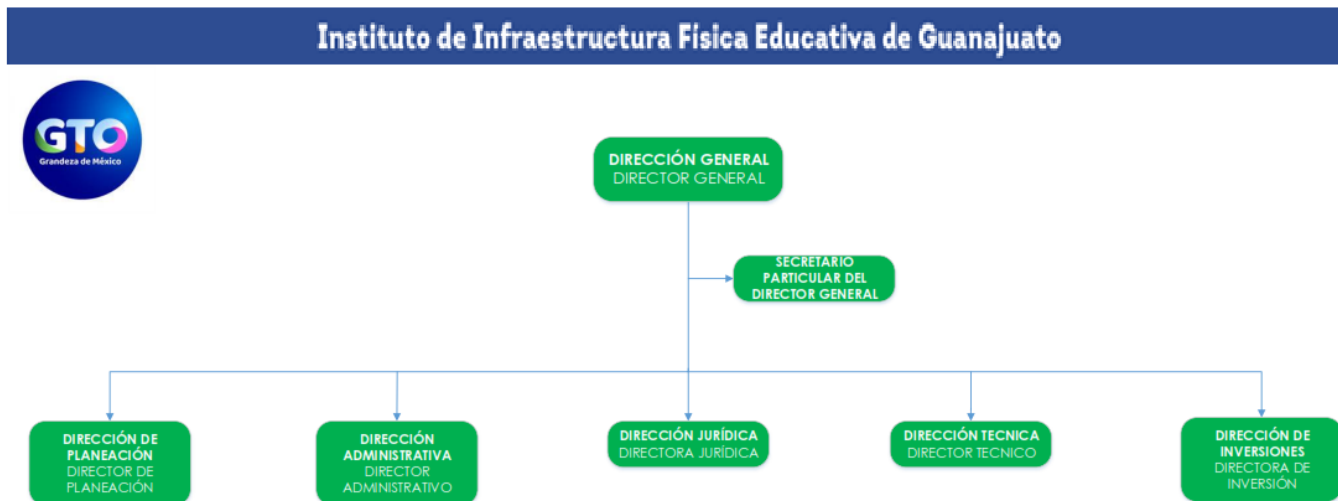 Instituto de Infraestructura Física Educativa de Guanajuato
GTO
Grandeza de México
DIRECCIÓN GENERAL
DIRECTOR GENERAL
SECRETARIO
PARTICULAR DEL
DIRECTOR GENERAL
DIRECCIÓN DE
PLANEACIÓN
DIRECTOR DE
PLANEACIÓN
DIRECCIÓN
ADMINISTRATIVA
DIRECTOR
ADMINISTRATIVO
DIRECCIÓN JURÍDICA
DIRECTORA JURÍDICA
DIRECCIÓN TECNICA
DIRECTOR TECNICO
DIRECCIÓN DE
INVERSIONES
DIRECTORA DE
INVERSIÓN